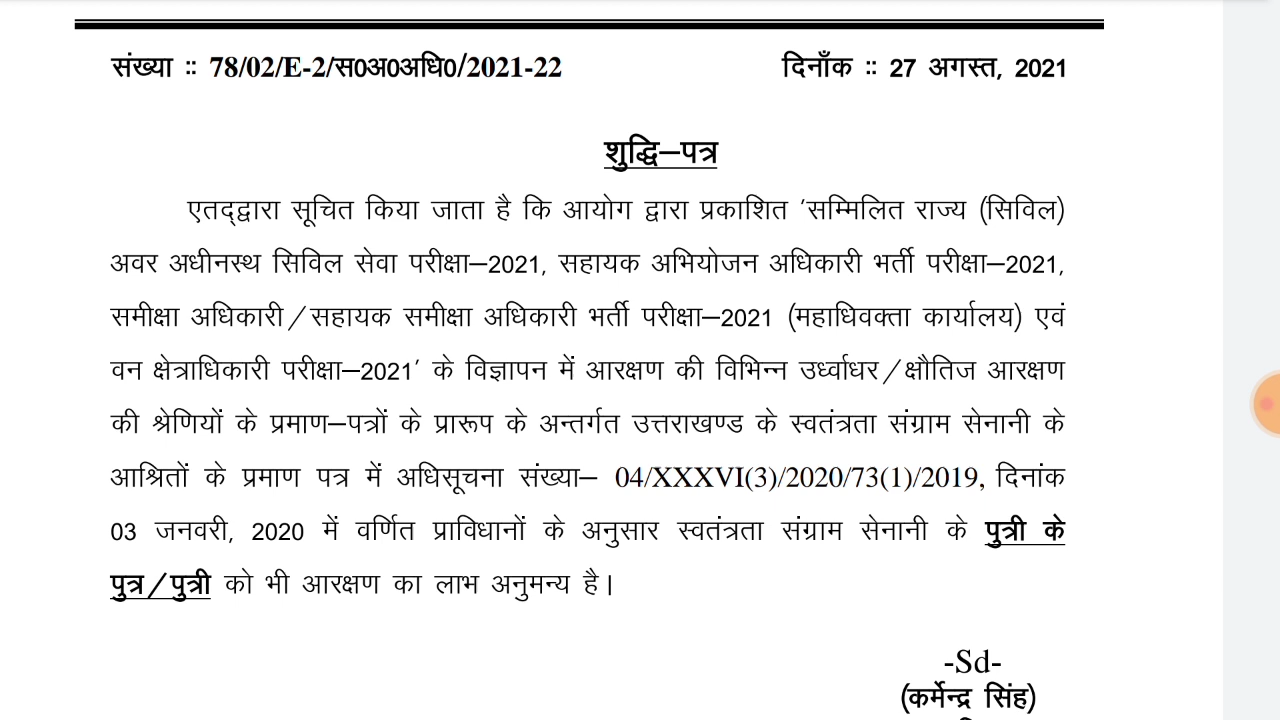 संख्या :: 78/02/E-2/स0अ0अधि0/2021-22 दिनाँक :: 27 अगस्त, 2021
शुद्धि–पत्र
एतद्द्वारा सूचित किया जाता है कि आयोग द्वारा प्रकाशित ‘सम्मिलित राज्य (सिविल)
अवर अधीनस्थ सिविल सेवा परीक्षा–2021, सहायक अभियोजन अधिकारी भर्ती परीक्षा–2021,
समीक्षा अधिकारी/सहायक समीक्षा अधिकारी भर्ती परीक्षा–2021 (महाधिवक्ता कार्यालय) एवं
वन क्षेत्राधिकारी परीक्षा–2021’ के विज्ञापन में आरक्षण की विभिन्न उर्ध्वाधर/क्षैतिज आरक्षण
की श्रेणियों के प्रमाण–पत्रों के प्रारूप के अन्तर्गत उत्तराखण्ड के स्वतंत्रता संग्राम सेनानी के
आश्रितों के प्रमाण पत्र में अधिसूचना संख्या– 04/XXXVI(3)/2020/73(1)/2019, दिनांक
03 जनवरी, 2020 में वर्णित प्राविधानों के अनुसार स्वतंत्रता संग्राम सेनानी के पुत्री के
पुत्र/पुत्री को भी आरक्षण का लाभ अनुमन्य है।
-Sd-
(कर्मेन्द्र सिंह)